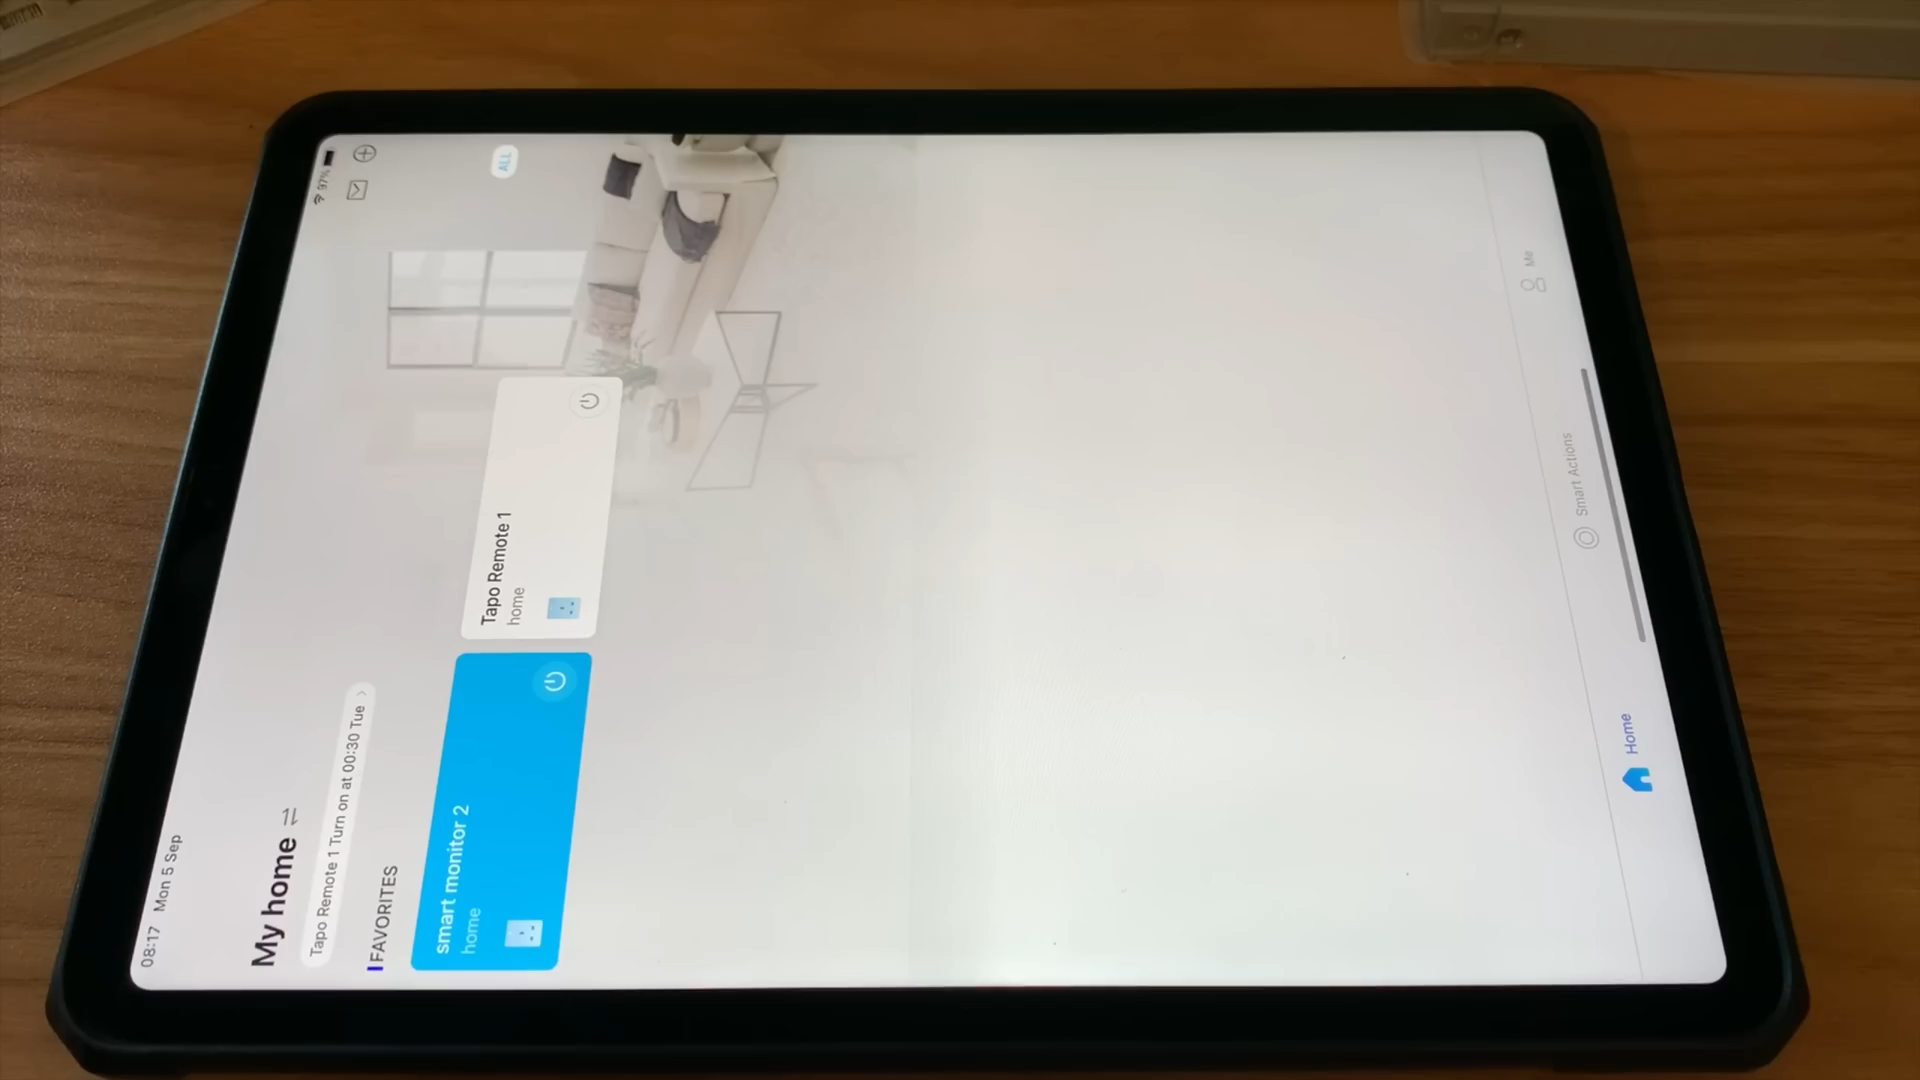 08:17 Mon 5 Sep
97%
My home
Tapo Remote 1 Turn on at 00:30 Tue >
FAVORITES
ALL
smart monitor 2
home
Tapo Remote 1
home
Home
Smart Actions
Me